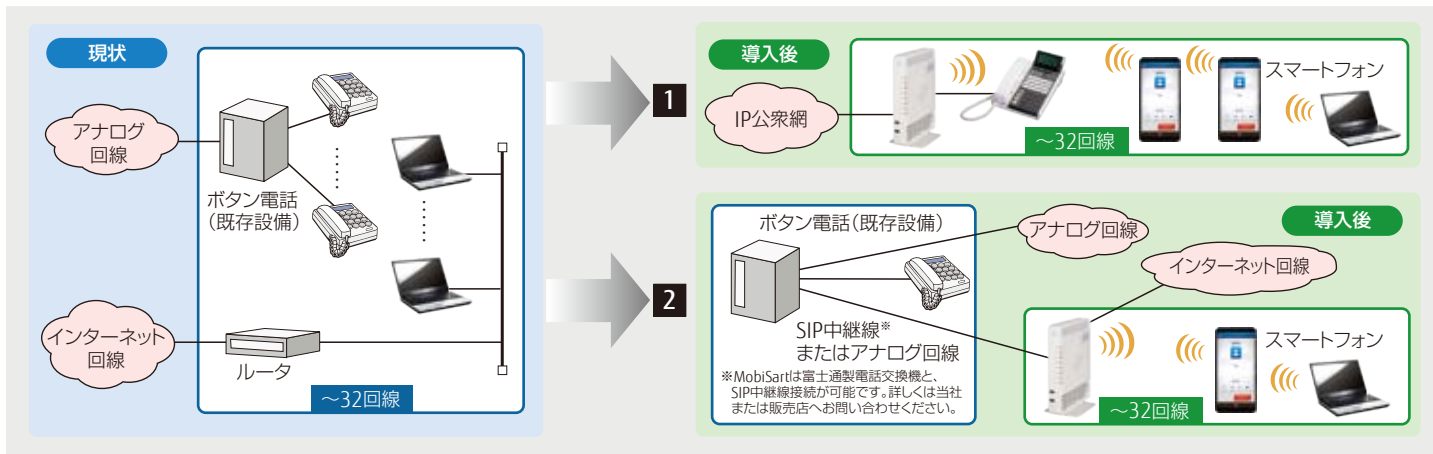 現状
アナログ
回線
ボタン電話
(既存設備)
インターネット
回線
ルータ
～32回線
1
導入後
IP公衆網
スマートフォン
～32回線
2
導入後
ボタン電話(既存設備)
アナログ回線
インターネット回線
SIP中継線※
またはアナログ回線
※MobiSartは富士通製電話交換機と、
SIP中継線接続が可能です。詳しくは当社
または販売店へお問い合わせください。
スマートフォン
～32回線